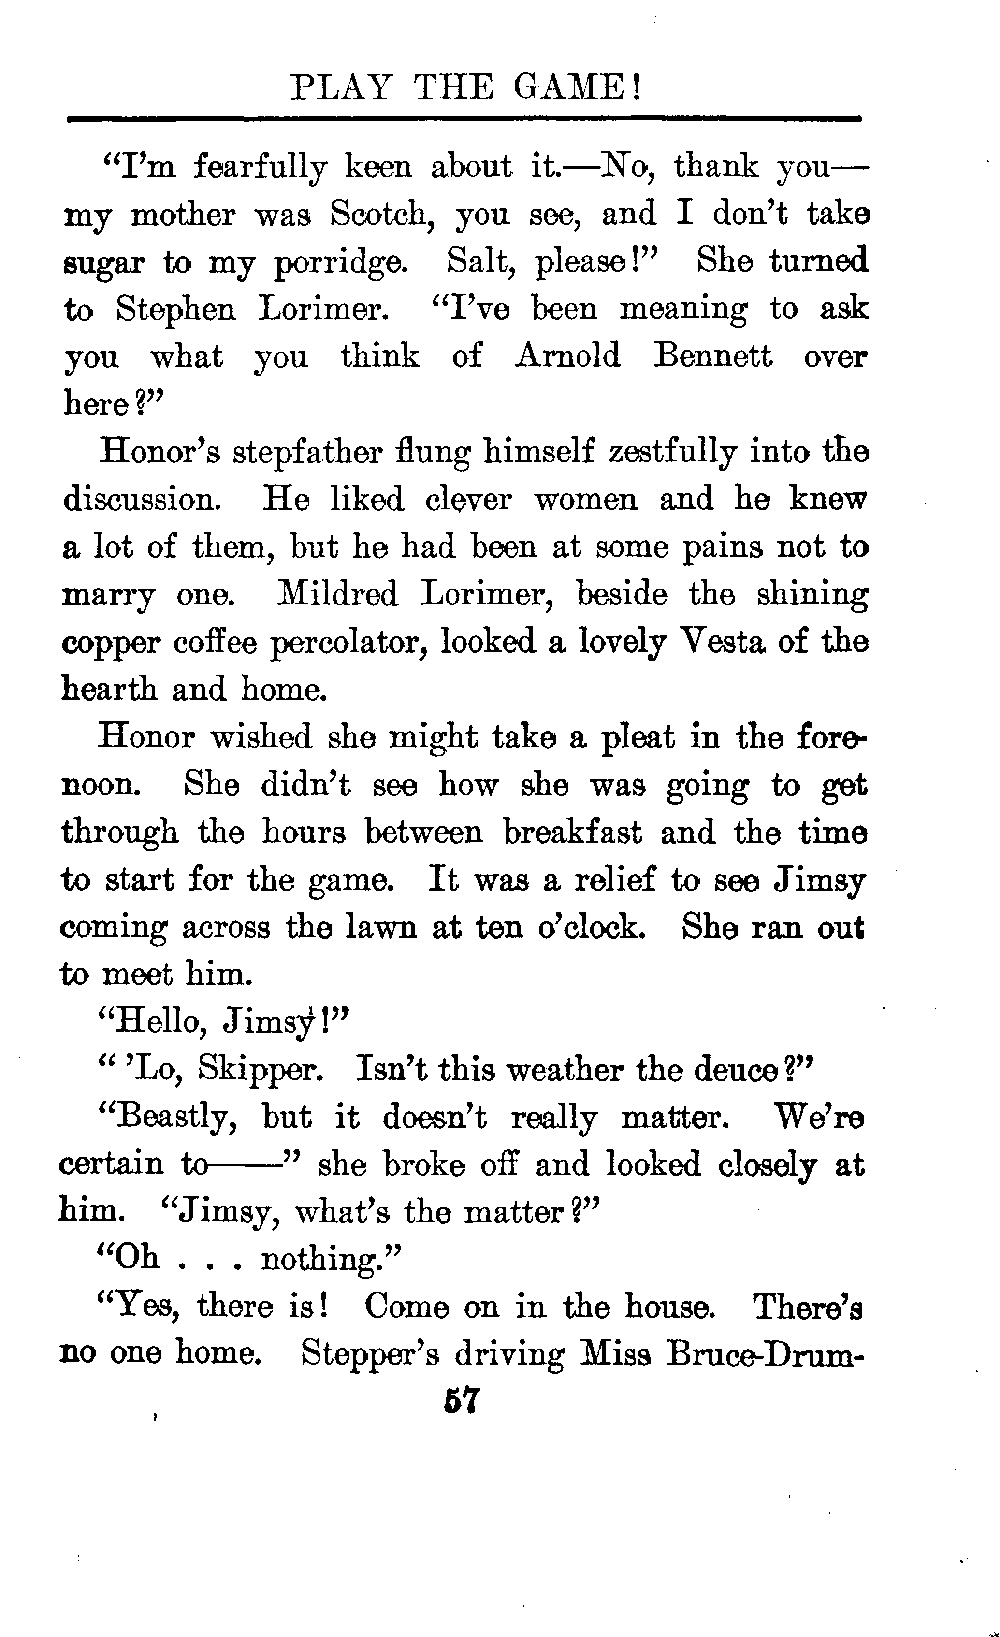 PLAY THE GAME!
“I’m fearfully keen about it.—No, thank you—
my mother was Scotch, you see, and I don’t take
sugar to my porridge. Salt, please!” She turned
to Stephen Lorimer. “I’ve been meaning to ask
you what you think of Arnold Bennett over
here?”
Honor’s stepfather flung himself zestfully into the
discussion. He liked clever women and he knew
a lot of them, but he had been at some pains not to
marry one. Mildred Lorimer, beside the shining
copper coffee percolator, looked a lovely Vesta of the
hearth and home.
Honor wished she might take a pleat in the fore-
noon. She didn’t see how she was going to get
through the hours between breakfast and the time
to start for the game. It was a relief to see Jimsy
coming across the lawn at ten o’clock. She ran out
to meet him.
“Hello, Jimsy!”
“ ’Lo, Skipper. Isn’t this weather the deuce?”
“Beastly, but it doesn’t really matter. We’re
certain to——” she broke off and looked closely at
him. “Jimsy, what’s the matter?”
“Oh . . . nothing.”
“Yes, there is! Come on in the house. There’s
no one home. Stepper’s driving Miss Bruce-Drum-
57